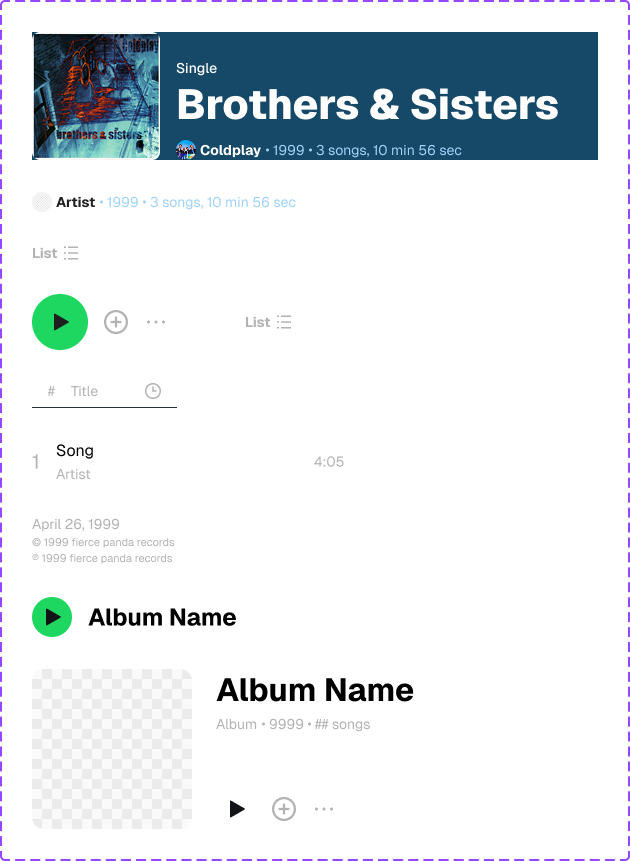 Coldplay
brothers & sisters
Single
Brothers & Sisters
Coldplay • 1999 • 3 songs, 10 min 56 sec
Artist • 1999 • 3 songs, 10 min 56 sec
List
List
# Title
1 Song 4:05
Artist
April 26, 1999
© 1999 fierce panda records
℗ 1999 fierce panda records
Album Name
Album Name
Album • 9999 • ## songs